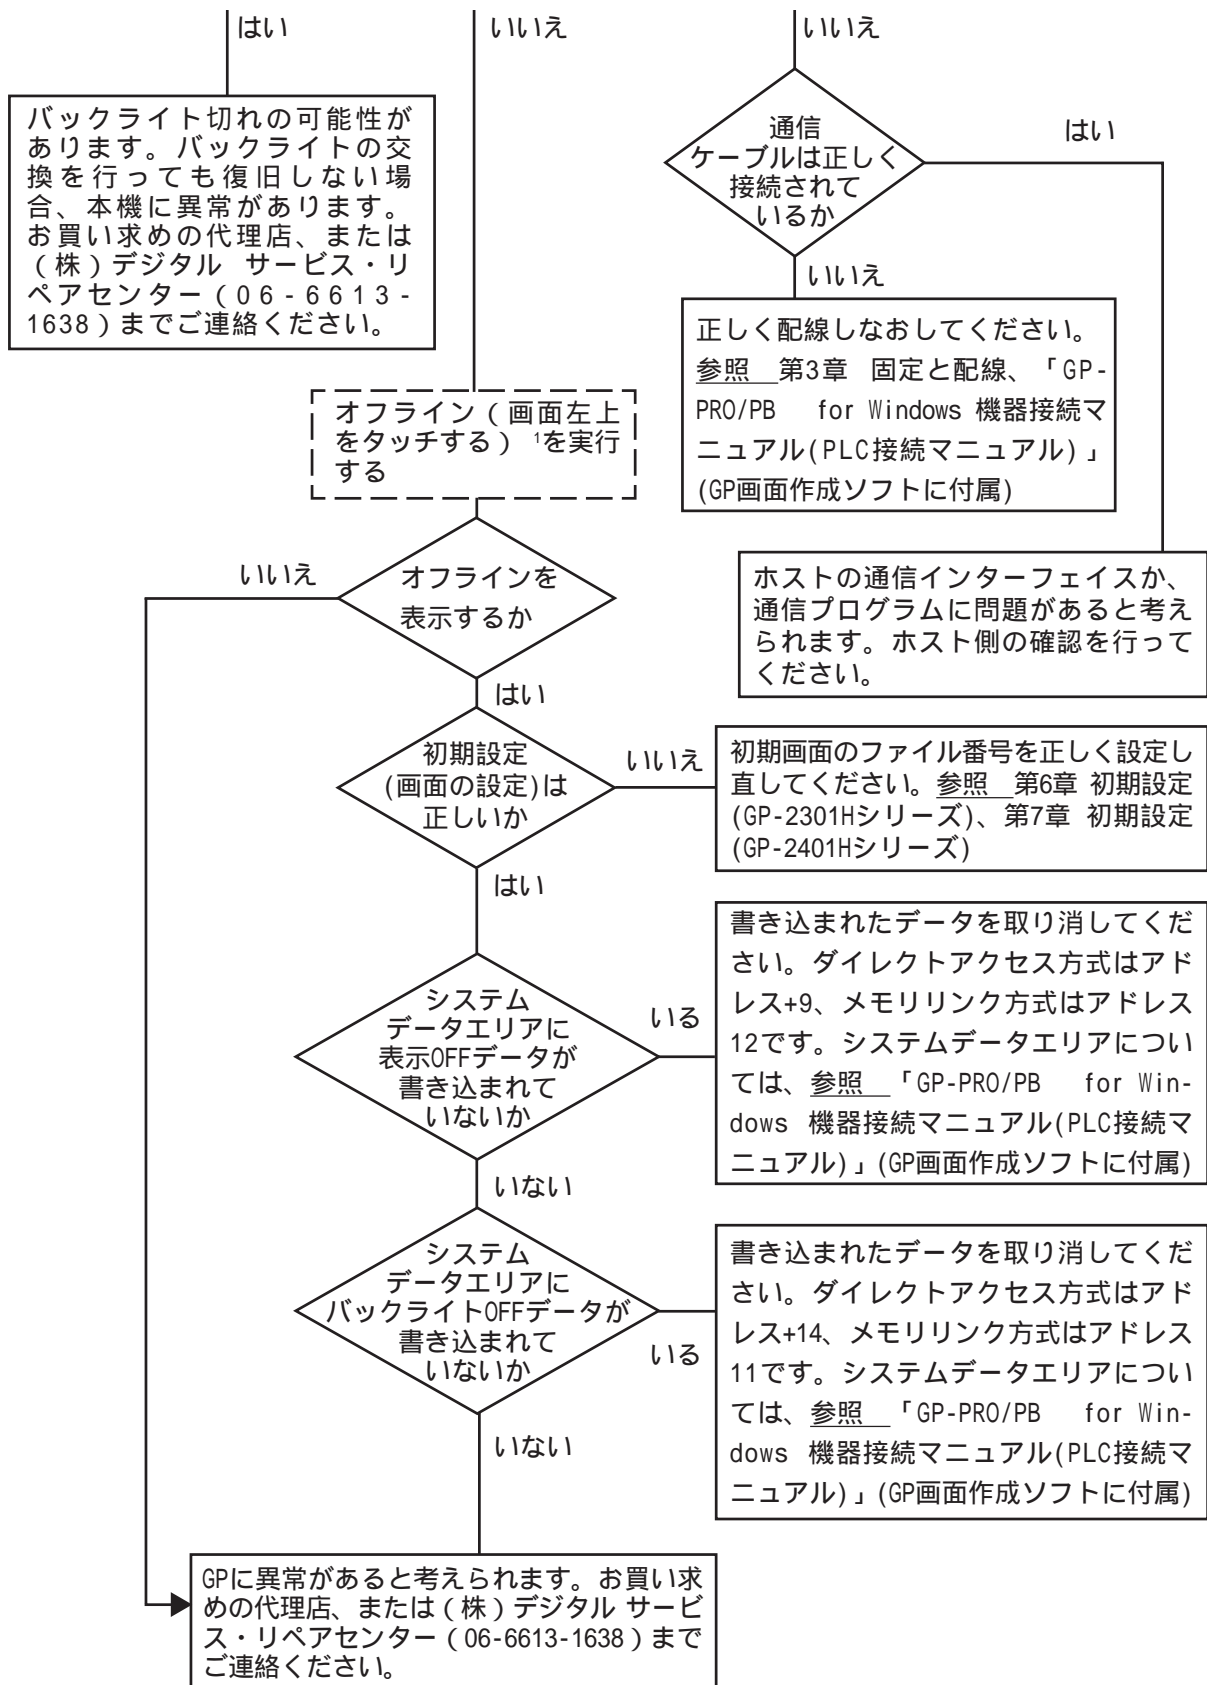 はい
いいえ
いいえ
バックライト切れの可能性が
あります。バックライトの交
換を行っても復旧しない場
合、本機に異常があります。
お買い求めの代理店、または
（株）デジタル サービス・リ
ペアセンター（06-6613-
1638）までご連絡ください。
通信
ケーブルは正しく
接続されて
いるか
はい
いいえ
正しく配線しなおしてください。
参照 第3章 固定と配線、「GP-
PRO/PB for Windows 機器接続マ
ニュアル(PLC接続マニュアル)」
(GP画面作成ソフトに付属)
ホストの通信インターフェイスか、
通信プログラムに問題があると考え
られます。ホスト側の確認を行って
ください。
オフライン（画面左上
をタッチする） 1を実行
する
オフラインを
表示するか
いいえ
はい
初期設定
(画面の設定)は
正しいか
いいえ
初期画面のファイル番号を正しく設定し
直してください。参照 第6章 初期設定
(GP-2301Hシリーズ)、第7章 初期設定
(GP-2401Hシリーズ)
はい
システム
データエリアに
表示OFFデータが
書き込まれて
いないか
いる
書き込まれたデータを取り消してくだ
さい。ダイレクトアクセス方式はアド
レス+9、メモリリンク方式はアドレス
12です。システムデータエリアについ
ては、参照 「GP-PRO/PB for Win-
dows 機器接続マニュアル(PLC接続マ
ニュアル)」(GP画面作成ソフトに付属)
いない
システム
データエリアに
バックライトOFFデータが
書き込まれて
いないか
いる
書き込まれたデータを取り消してくだ
さい。ダイレクトアクセス方式はアド
レス+14、メモリリンク方式はアドレス
11です。システムデータエリアについ
ては、参照 「GP-PRO/PB for Win-
dows 機器接続マニュアル(PLC接続マ
ニュアル)」(GP画面作成ソフトに付属)
いない
GPに異常があると考えられます。お買い求
めの代理店、または（株）デジタル サービ
ス・リペアセンター（06-6613-1638）まで
ご連絡ください。